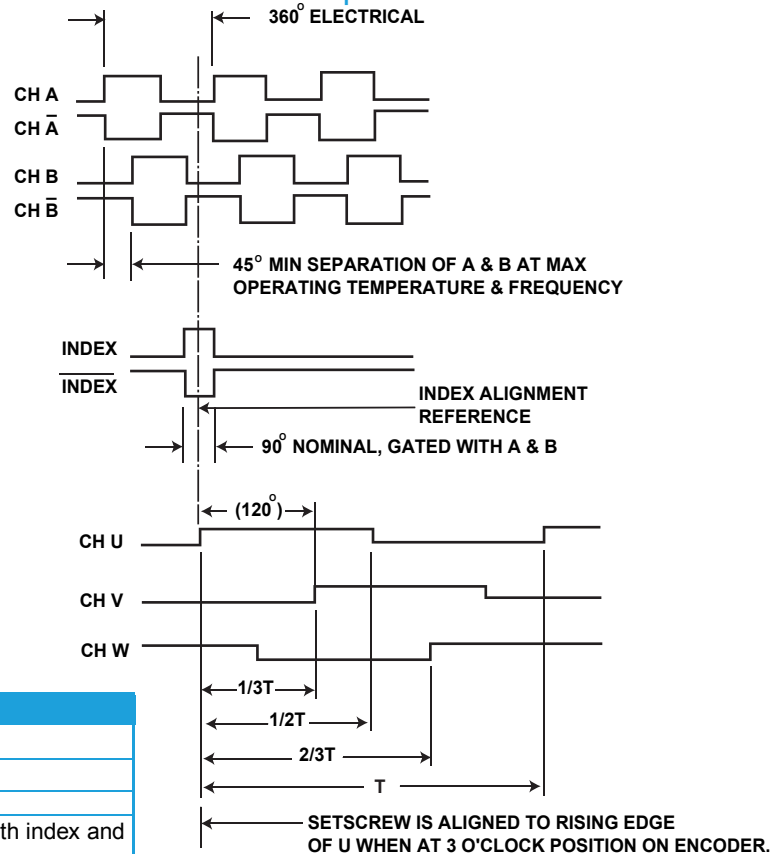 360° ELECTRICAL
CH A
CH A̅
CH B
CH B̅
45° MIN SEPARATION OF A & B AT MAX
OPERATING TEMPERATURE & FREQUENCY
INDEX
I̅N̅D̅E̅X̅
INDEX ALIGNMENT
REFERENCE
90° NOMINAL, GATED WITH A & B
(120°)
CH U
CH V
CH W
1/3T
1/2T
2/3T
T
th index and
SETSCREW IS ALIGNED TO RISING EDGE
OF U WHEN AT 3 O'CLOCK POSITION ON ENCODER.